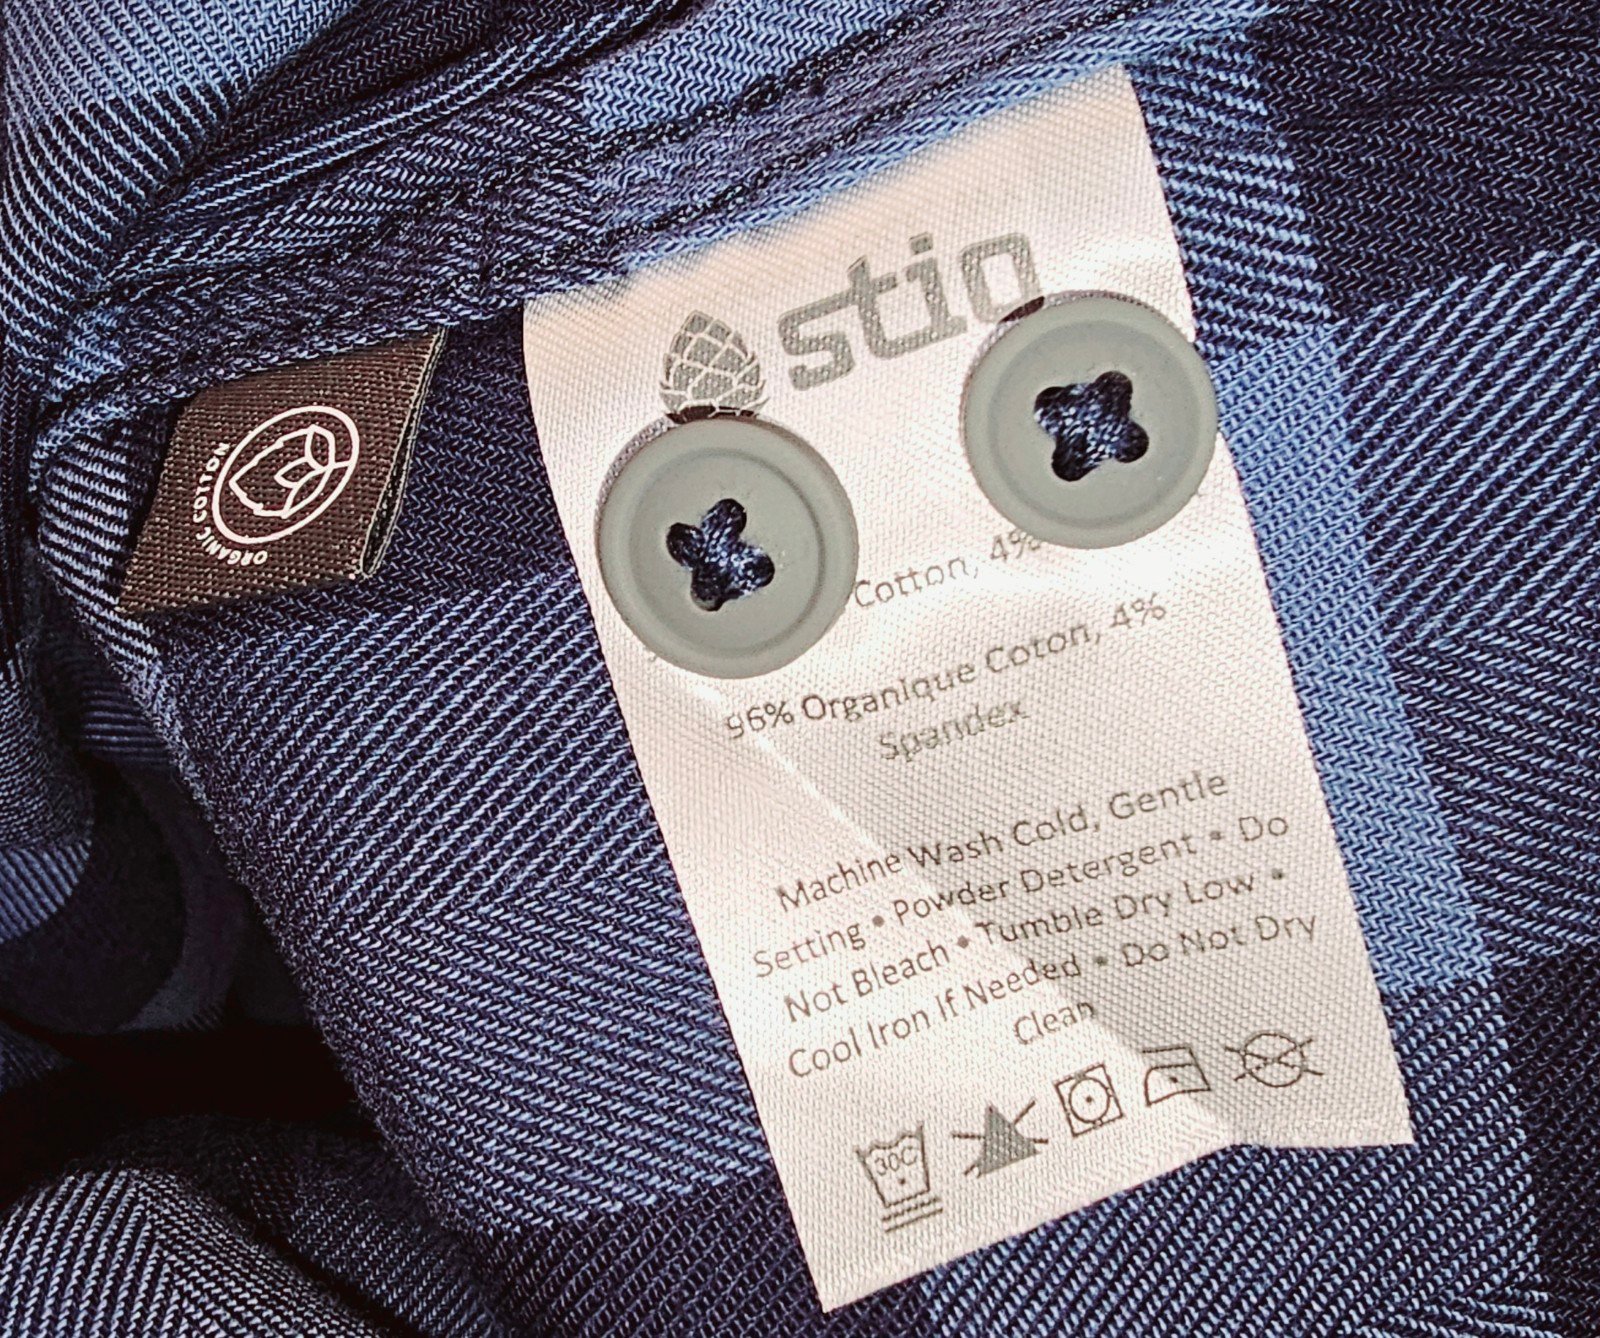 stio
ORGANIC COTTON
Cotton, 4%
96% Organique Coton, 4%
Spandex
Machine Wash Cold, Gentle
Setting • Powder Detergent • Do
Not Bleach • Tumble Dry Low •
Cool Iron If Needed • Do Not Dry
Clean
30C